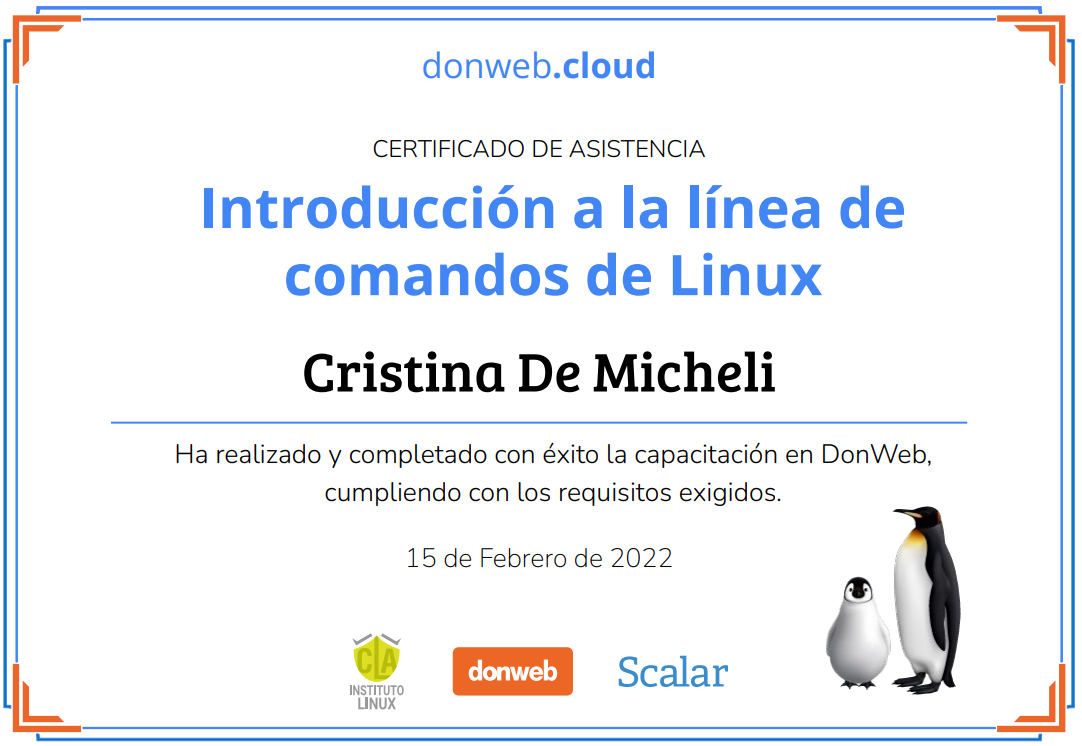 donweb.cloud
CERTIFICADO DE ASISTENCIA
Introducción a la línea de
comandos de Linux
Cristina De Micheli
Ha realizado y completado con éxito la capacitación en DonWeb,
cumpliendo con los requisitos exigidos.
15 de Febrero de 2022
CLA
INSTITUTO
LINUX
donweb
Scalar